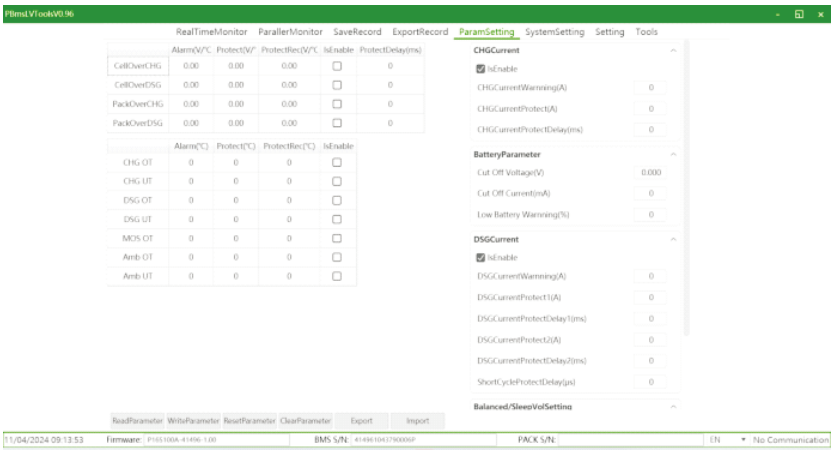 PBmsLVToolsV0.96
RealTimeMonitor ParallerMonitor SaveRecord ExportRecord ParamSetting SystemSetting Setting Tools
Alarm(V/°C Protect(V/° ProtectRec(V/°C IsEnable ProtectDelay(ms)
CellOverCHG 0.00 0.00 0.00 0
CellOverDSG 0.00 0.00 0.00 0
PackOverCHG 0.00 0.00 0.00 0
PackOverDSG 0.00 0.00 0.00 0
Alarm(°C) Protect(°C) ProtectRec(°C) IsEnable
CHG OT 0 0 0
CHG UT 0 0 0
DSG OT 0 0 0
DSG UT 0 0 0
MOS OT 0 0 0
Amb OT 0 0 0
Amb UT 0 0 0
CHGCurrent
IsEnable
CHGCurrentWarnning(A) 0
CHGCurrentProtect(A) 0
CHGCurrentProtectDelay(ms) 0
BatteryParameter
Cut Off Voltage(V) 0.000
Cut Off Current(mA) 0
Low Battery Warnning(%) 0
DSGCurrent
IsEnable
DSGCurrentWarnning(A) 0
DSGCurrentProtect1(A) 0
DSGCurrentProtectDelay1(ms) 0
DSGCurrentProtect2(A) 0
DSGCurrentProtectDelay2(ms) 0
ShortCycleProtectDelay(μs) 0
Balanced/SleepVolSetting
ReadParameter WriteParameter ResetParameter ClearParameter Export Import
11/04/2024 09:13:53 Firmware: P16S100A-41496-1.00 BMS S/N: PACK S/N: EN No Communication